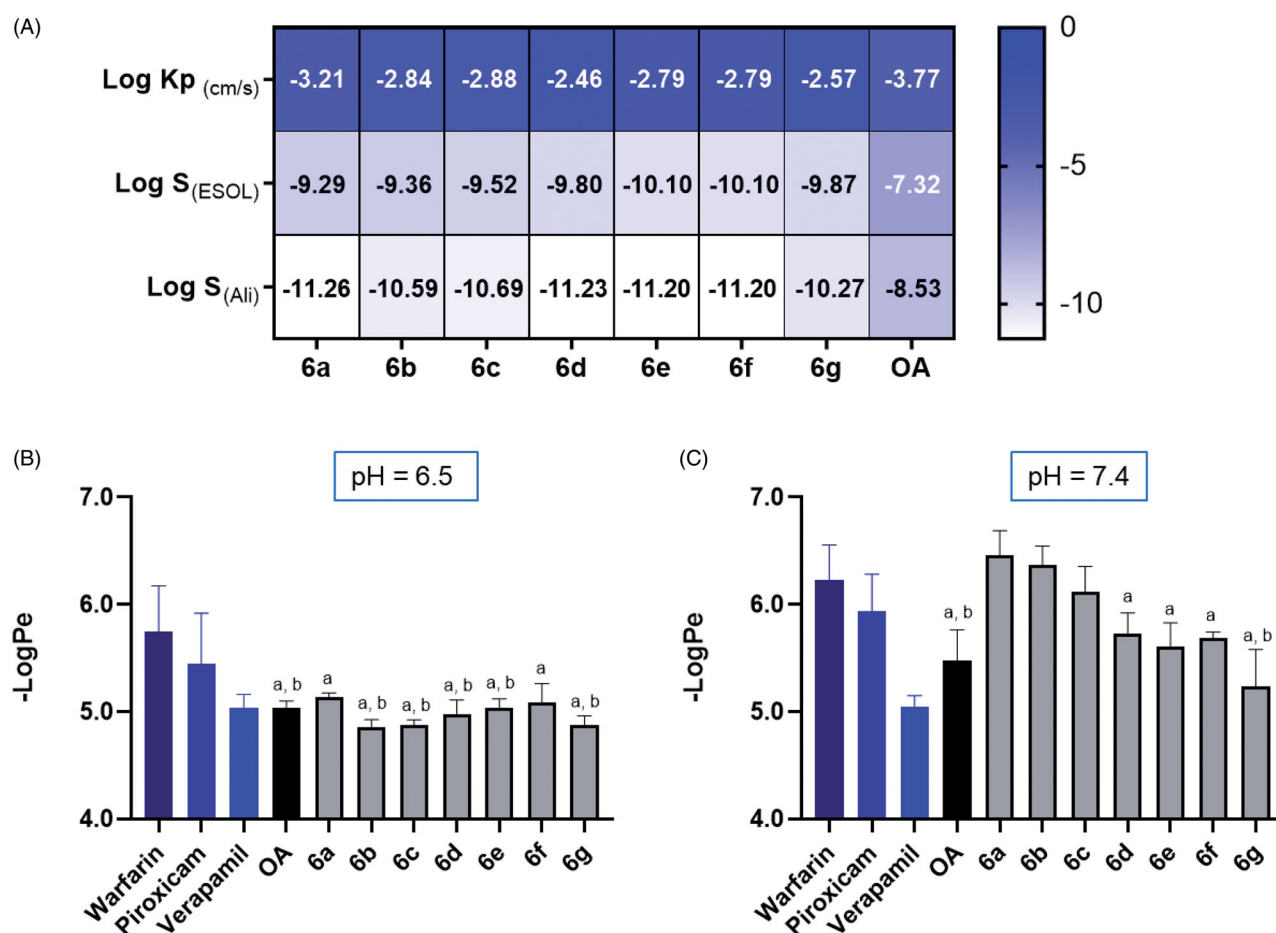 (A)
Log Kp (cm/s) -3.21 -2.84 -2.88 -2.46 -2.79 -2.79 -2.57 -3.77
Log S(ESOL) -9.29 -9.36 -9.52 -9.80 -10.10 -10.10 -9.87 -7.32
Log S(Ali) -11.26 -10.59 -10.69 -11.23 -11.20 -11.20 -10.27 -8.53
6a 6b 6c 6d 6e 6f 6g OA
0
-5
-10
(B)
pH = 6.5
-LogPe
7.0
6.0
5.0
4.0
a, b a a, b a, b a, b a, b a a, b
Warfarin Piroxicam Verapamil OA 6a 6b 6c 6d 6e 6f 6g
(C)
pH = 7.4
-LogPe
7.0
6.0
5.0
4.0
a, b a a a a, b
Warfarin Piroxicam Verapamil OA 6a 6b 6c 6d 6e 6f 6g